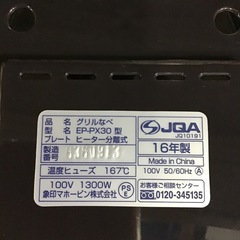 品名 グリルなべ
型名 EP-PX30 型
プレート ヒーター分離式
製造番号
温度ヒューズ 167℃
100V 1300W
PS E
象印マホービン株式会社
JQA
JQ10191
16年製
Made in China
100V 50/60Hz Ⓐ
お客様ご相談センター
0120-345135